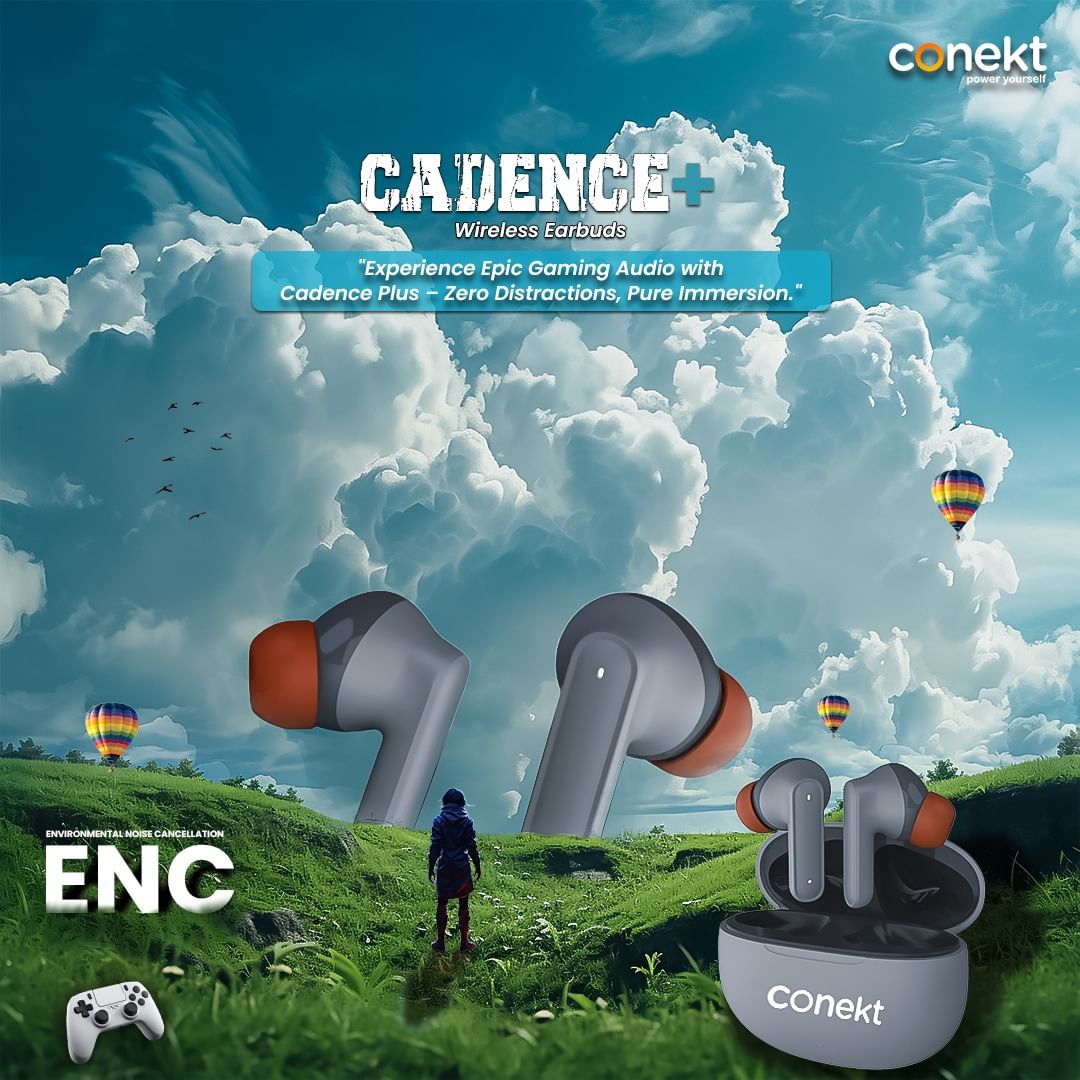 conekt
power yourself
CADENCE+
Wireless Earbuds
"Experience Epic Gaming Audio with
Cadence Plus – Zero Distractions, Pure Immersion."
ENVIRONMENTAL NOISE CANCELLATION
ENC
conekt